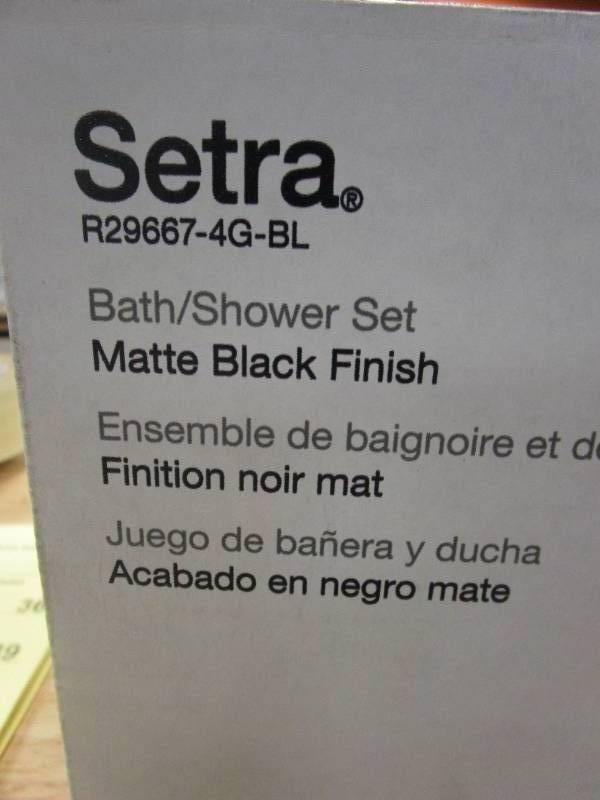 Setra®
R29667-4G-BL
Bath/Shower Set
Matte Black Finish
Ensemble de baignoire et
Finition noir mat
Juego de bañera y ducha
Acabado en negro mate